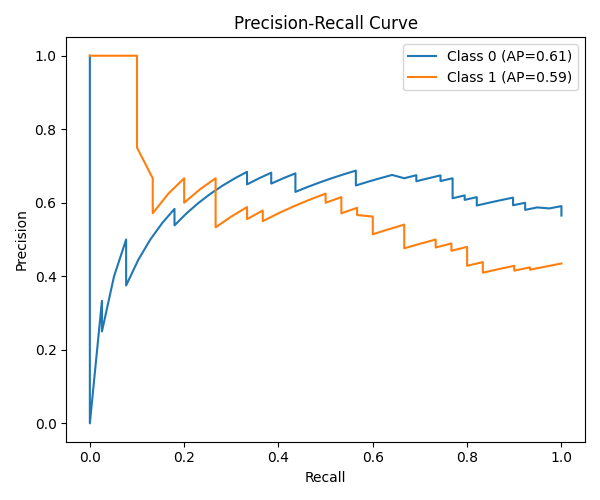 Precision-Recall Curve
Class 0 (AP=0.61)
Class 1 (AP=0.59)
Precision
1.0
0.8
0.6
0.4
0.2
0.0
0.0 0.2 0.4 0.6 0.8 1.0
Recall